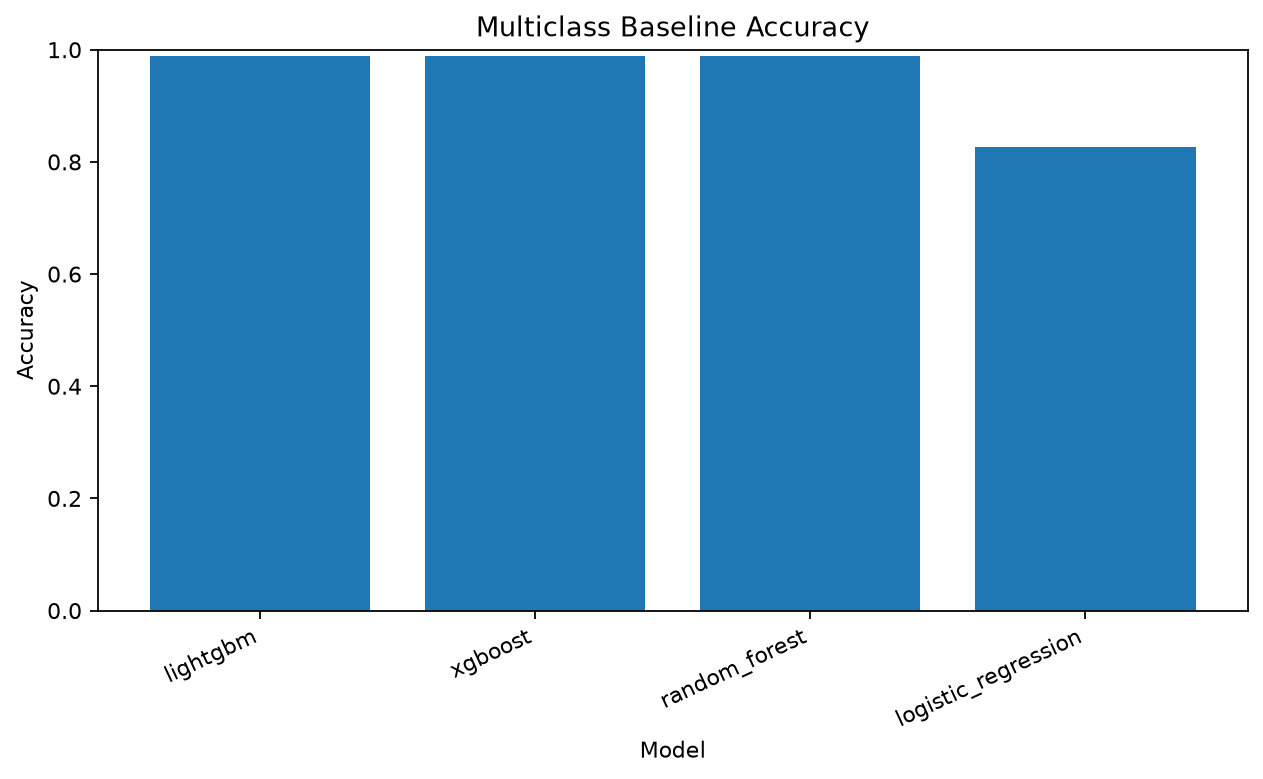 Multiclass Baseline Accuracy
1.0
0.8
0.6
0.4
0.2
0.0
Accuracy
lightgbm
xgboost
random_forest
logistic_regression
Model